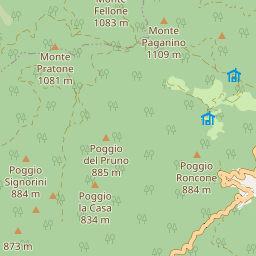 Monte
Fellone
1083 m
Monte
Paganino
1109 m
Monte
Pratone
1081 m
Poggio
del Pruno
885 m
Poggio
Signorini
884 m
Poggio
Roncone
884 m
Poggio
la Casa
834 m
873 m